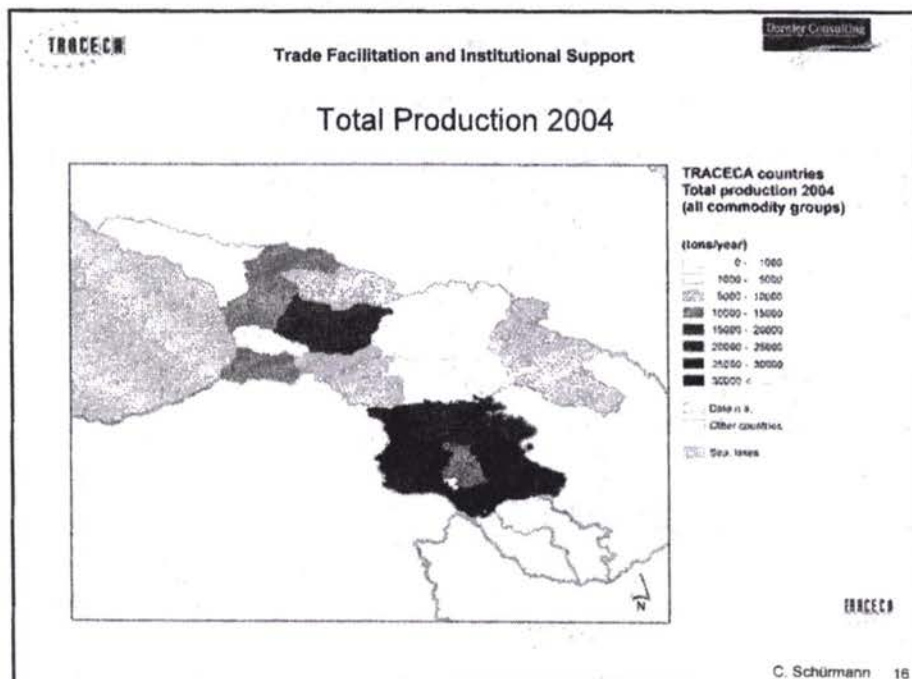 TRACECA
Dornier Consulting
Trade Facilitation and Institutional Support
Total Production 2004
TRACECA countries
Total production 2004
(all commodity groups)
(tons/year)
0 - 1000
1000 - 5000
5000 - 10000
10000 - 15000
15000 - 20000
20000 - 25000
25000 - 30000
30000 <
Data n.a.
Other countries
Sea, lakes
N
TRACECA
C. Schürmann 16